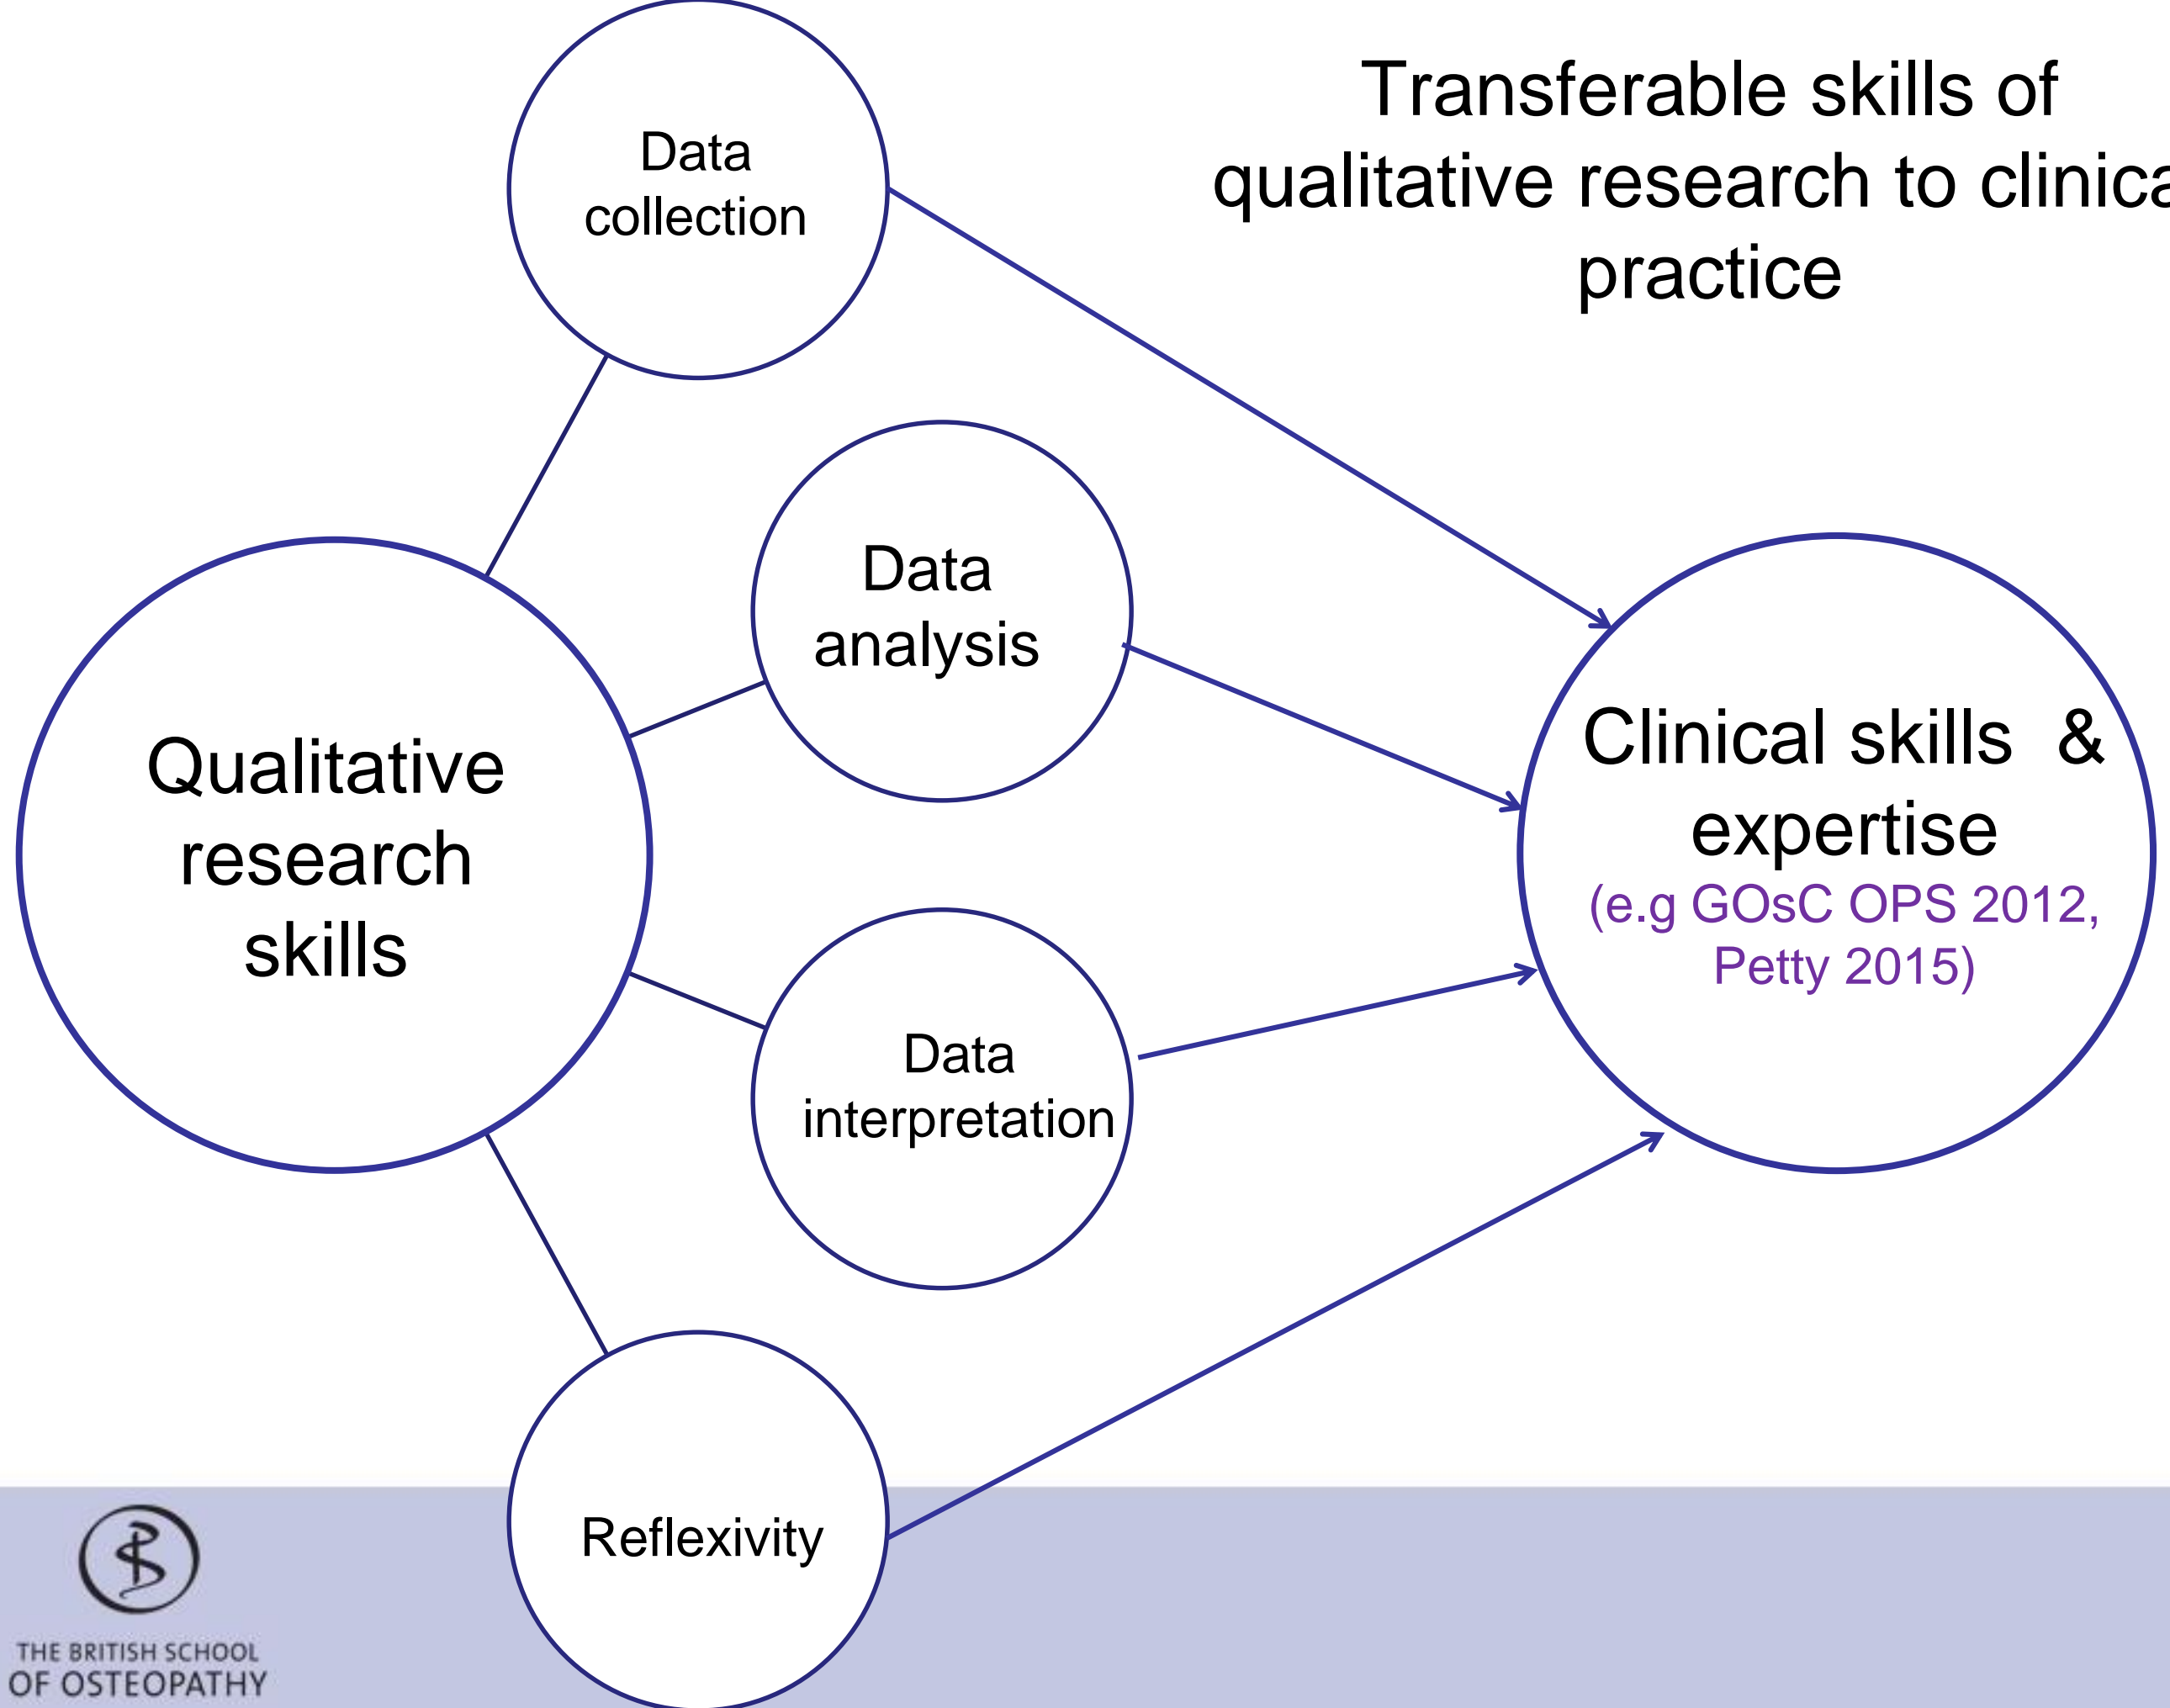 Transferable skills of
qualitative research to clinica
practice
Data
collection
Data
analysis
Qualitative
research
skills
Clinical skills &
expertise
(e.g GOsC OPS 2012,
Petty 2015)
Data
interpretation
Reflexivity
THE BRITISH SCHOOL
OF OSTEOPATHY